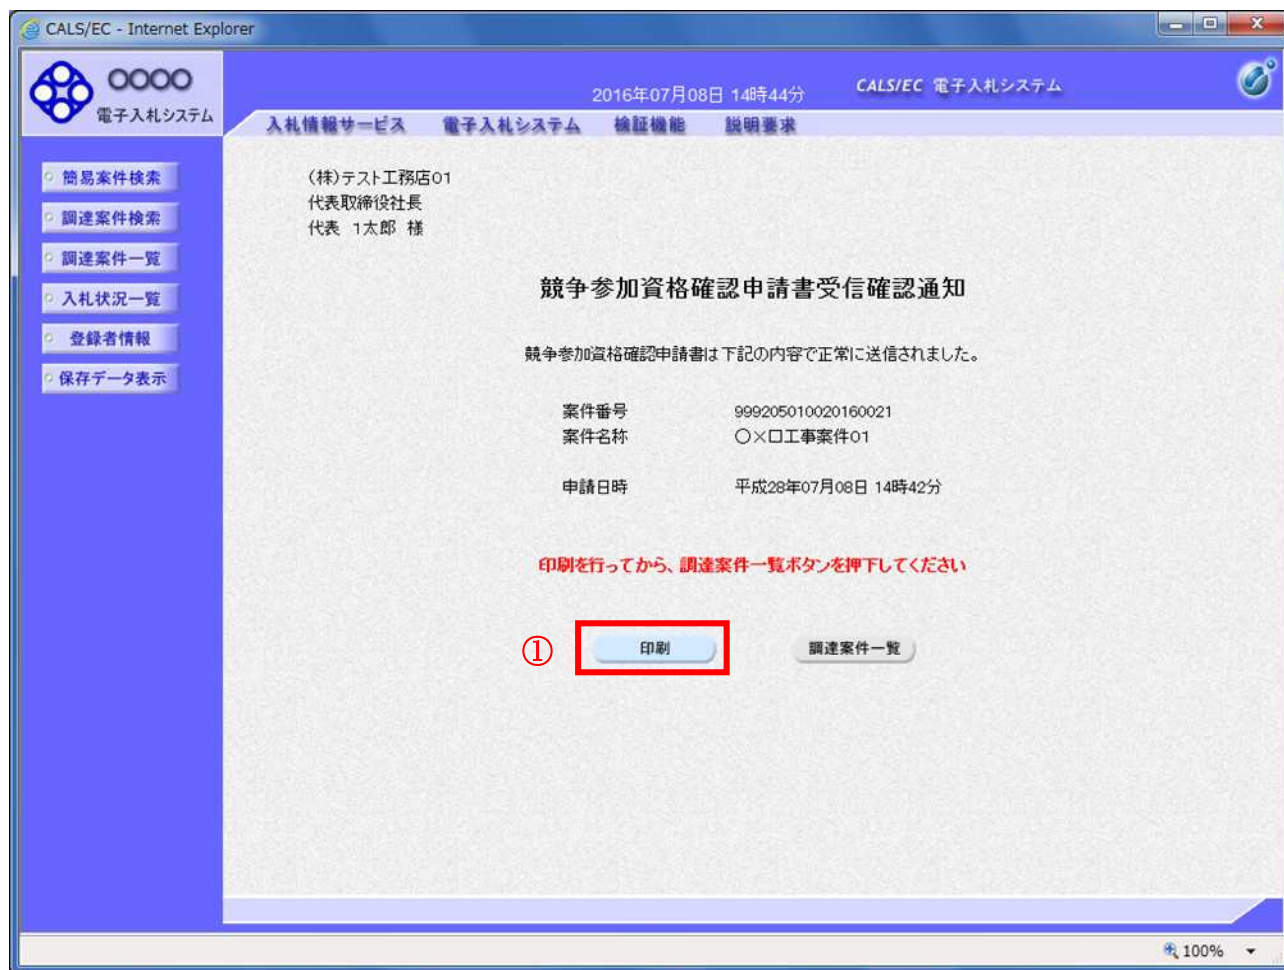 CALS/EC - Internet Explorer
〇〇〇〇
電子入札システム
2016年07月08日 14時44分
CALS/EC 電子入札システム
入札情報サービス 電子入札システム 検証機能 説明要求
簡易案件検索
調達案件検索
調達案件一覧
入札状況一覧
登録者情報
保存データ表示
(株)テスト工務店01
代表取締役社長
代表 1太郎 様
競争参加資格確認申請書受信確認通知
競争参加資格確認申請書は下記の内容で正常に送信されました。
案件番号 999205010020160021
案件名称 〇×口工事案件01
申請日時 平成28年07月08日 14時42分
印刷を行ってから、調達案件一覧ボタンを押下してください
① 印刷 調達案件一覧
100%